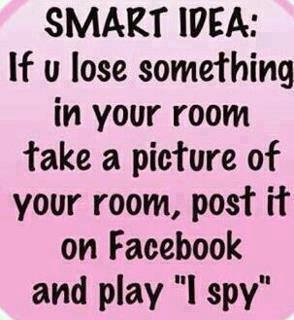 SMART IDEA:
If u lose something
in your room
take a picture of
your room, post it
on Facebook
and play "I spy"